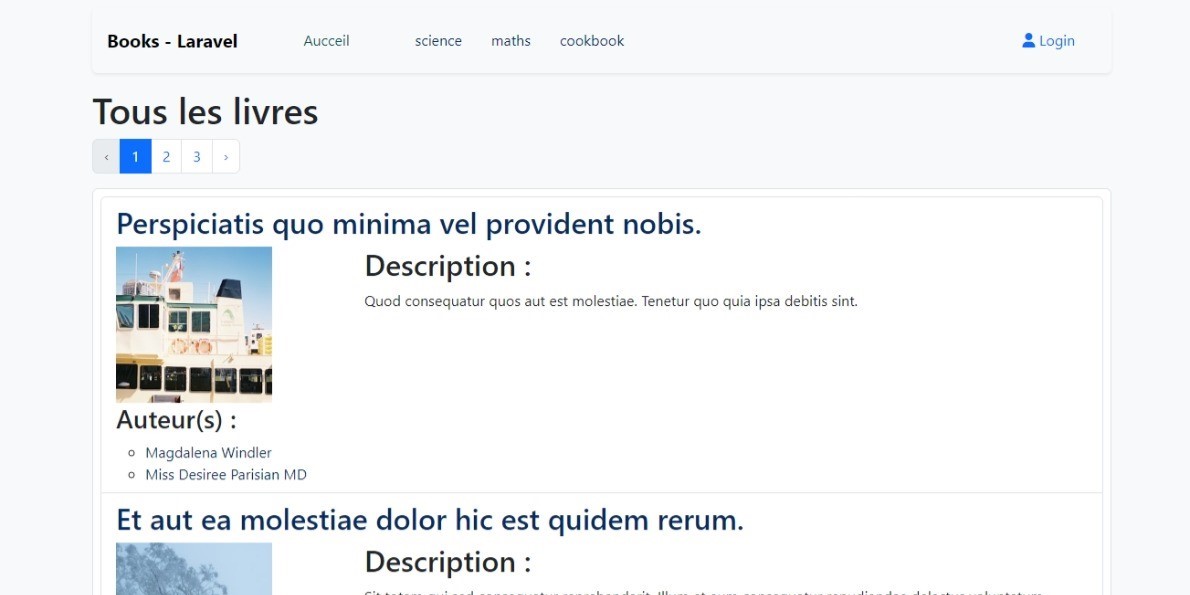 Books - Laravel Aucceil science maths cookbook Login
Tous les livres
‹ 1 2 3 ›
Perspiciatis quo minima vel provident nobis.
Description :
Quod consequatur quos aut est molestiae. Tenetur quo quia ipsa debitis sint.
Auteur(s) :
Magdalena Windler
Miss Desiree Parisian MD
Et aut ea molestiae dolor hic est quidem rerum.
Description :